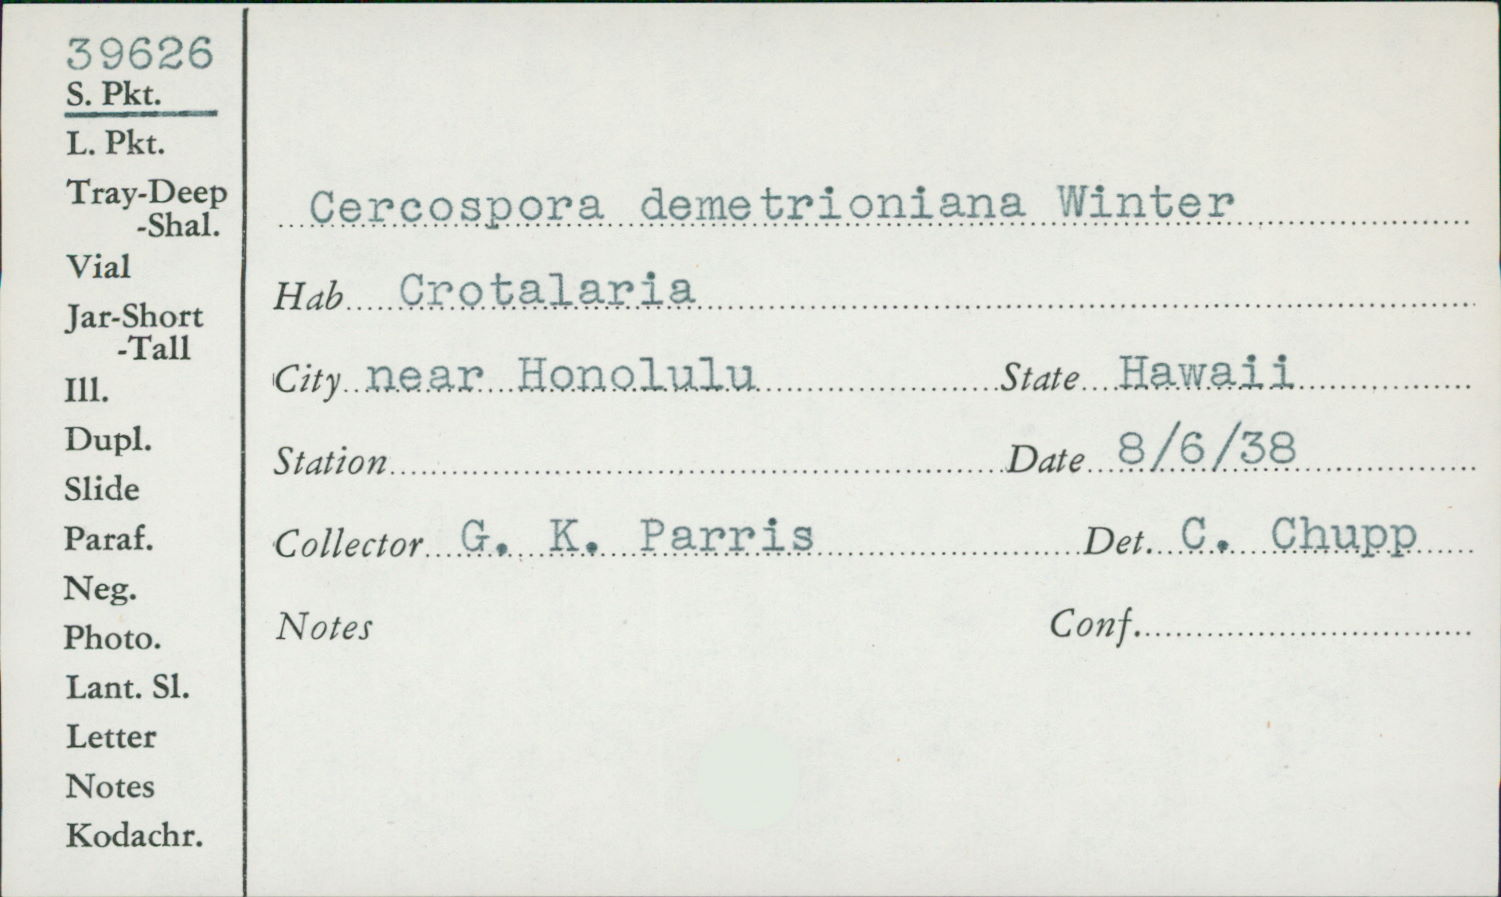 39626
S. Pkt.
L. Pkt.
Tray-Deep
-Shal.
Vial
Jar-Short
-Tall
Ill.
Dupl.
Slide
Paraf.
Neg.
Photo.
Lant. Sl.
Letter
Notes
Kodachr.
Cercospora demetrioniana Winter
Hab Crotalaria
City near Honolulu State Hawaii
Station Date 8/6/38
Collector G. K. Parris Det. C. Chupp
Notes Conf.